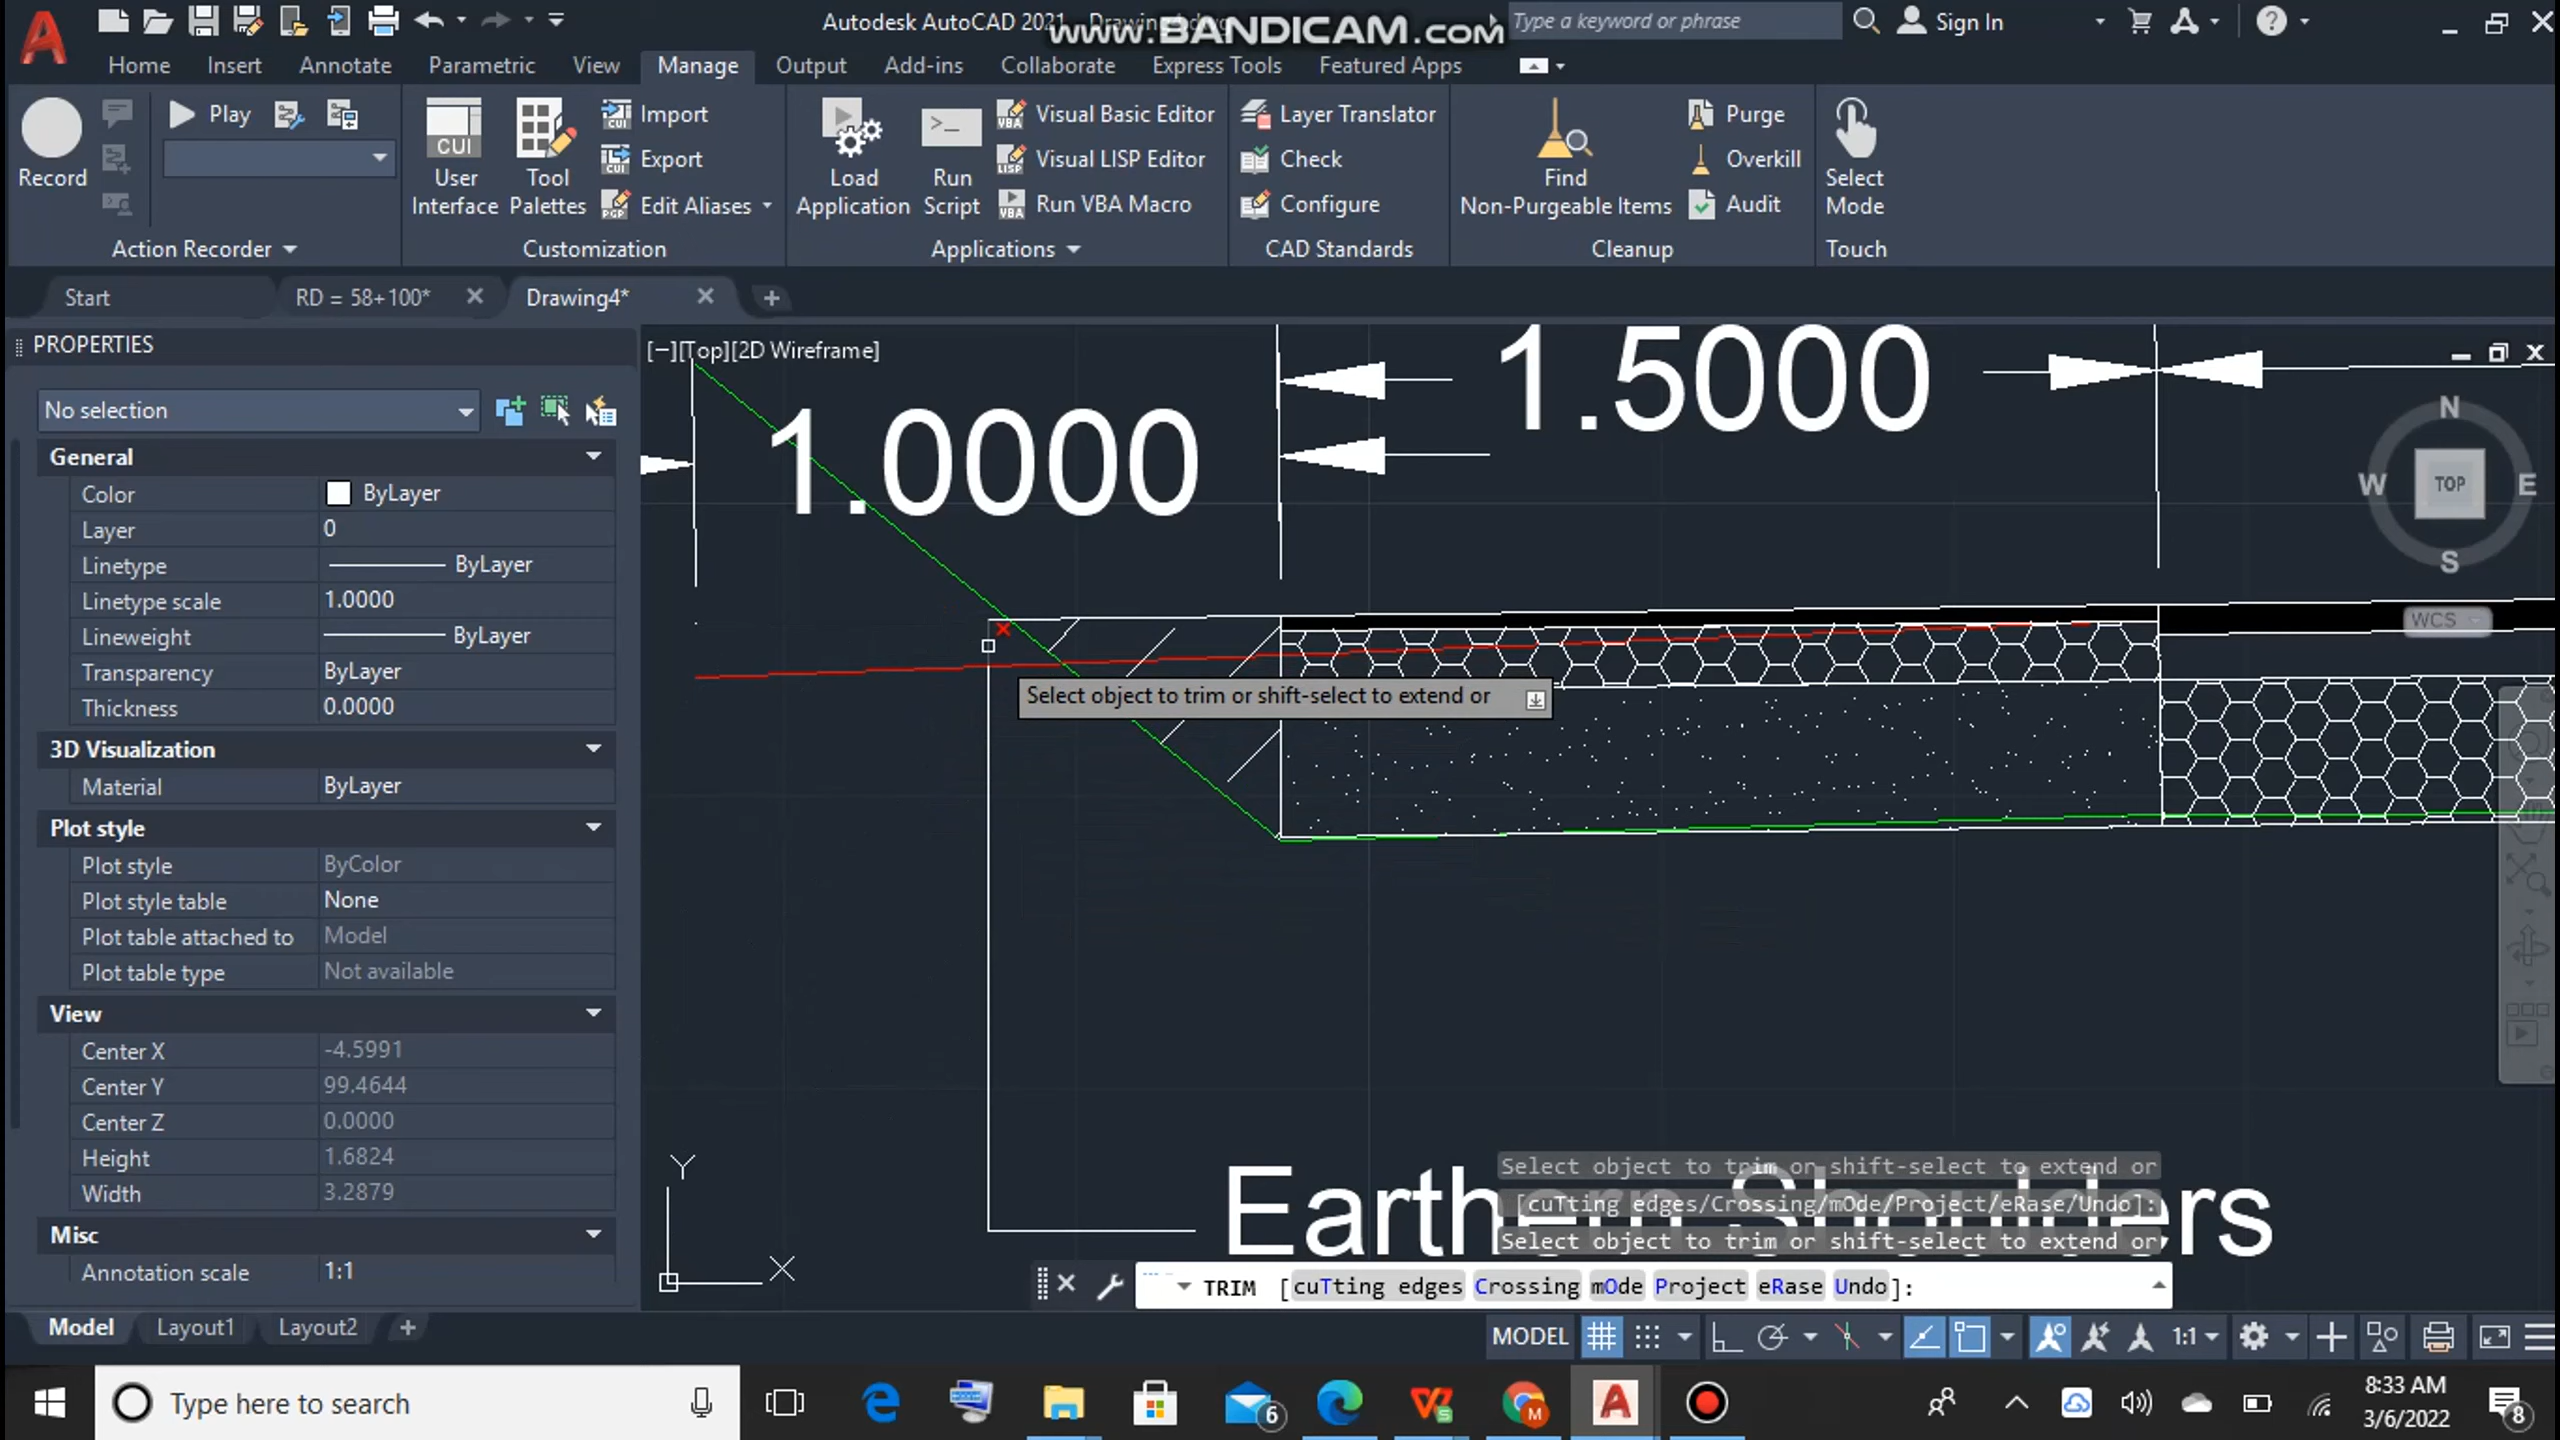 Autodesk AutoCAD 2021 Drawing4.dwg
www.BANDICAM.com
Type a keyword or phrase
Sign In
Home Insert Annotate Parametric View Manage Output Add-ins Collaborate Express Tools Featured Apps
Record
Play
Action Recorder
CUI
User Interface
Tool Palettes
Import
Export
Edit Aliases
Customization
Load Application
Run Script
Visual Basic Editor
Visual LISP Editor
Run VBA Macro
Applications
Layer Translator
Check
Configure
CAD Standards
Find Non-Purgeable Items
Purge
Overkill
Audit
Cleanup
Select Mode
Touch
Start RD = 58+100* Drawing4*
PROPERTIES
No selection
General
Color ByLayer
Layer 0
Linetype ByLayer
Linetype scale 1.0000
Lineweight ByLayer
Transparency ByLayer
Thickness 0.0000
3D Visualization
Material ByLayer
Plot style
Plot style ByColor
Plot style table None
Plot table attached to Model
Plot table type Not available
View
Center X -4.5991
Center Y 99.4644
Center Z 0.0000
Height 1.6824
Width 3.2879
Misc
Annotation scale 1:1
[−][Top][2D Wireframe]
1.0000
1.5000
N
W TOP E
S
WCS
Select object to trim or shift-select to extend or
Earthern Shoulders
Y
X
Select object to trim or shift-select to extend or
[cuTting edges/Crossing/mOde/Project/eRase/Undo]:
Select object to trim or shift-select to extend or
TRIM [cuTting edges Crossing mOde Project eRase Undo]:
Model Layout1 Layout2
MODEL 1:1
Type here to search
6
M
8:33 AM
3/6/2022
8